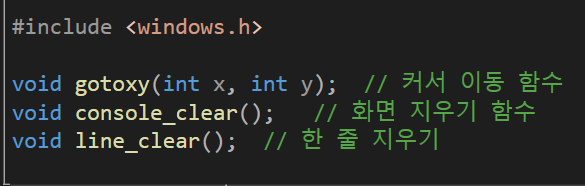 #include <windows.h>
void gotoxy(int x, int y);  // 커서 이동 함수
void console_clear();    // 화면 지우기 함수
void line_clear();  // 한 줄 지우기